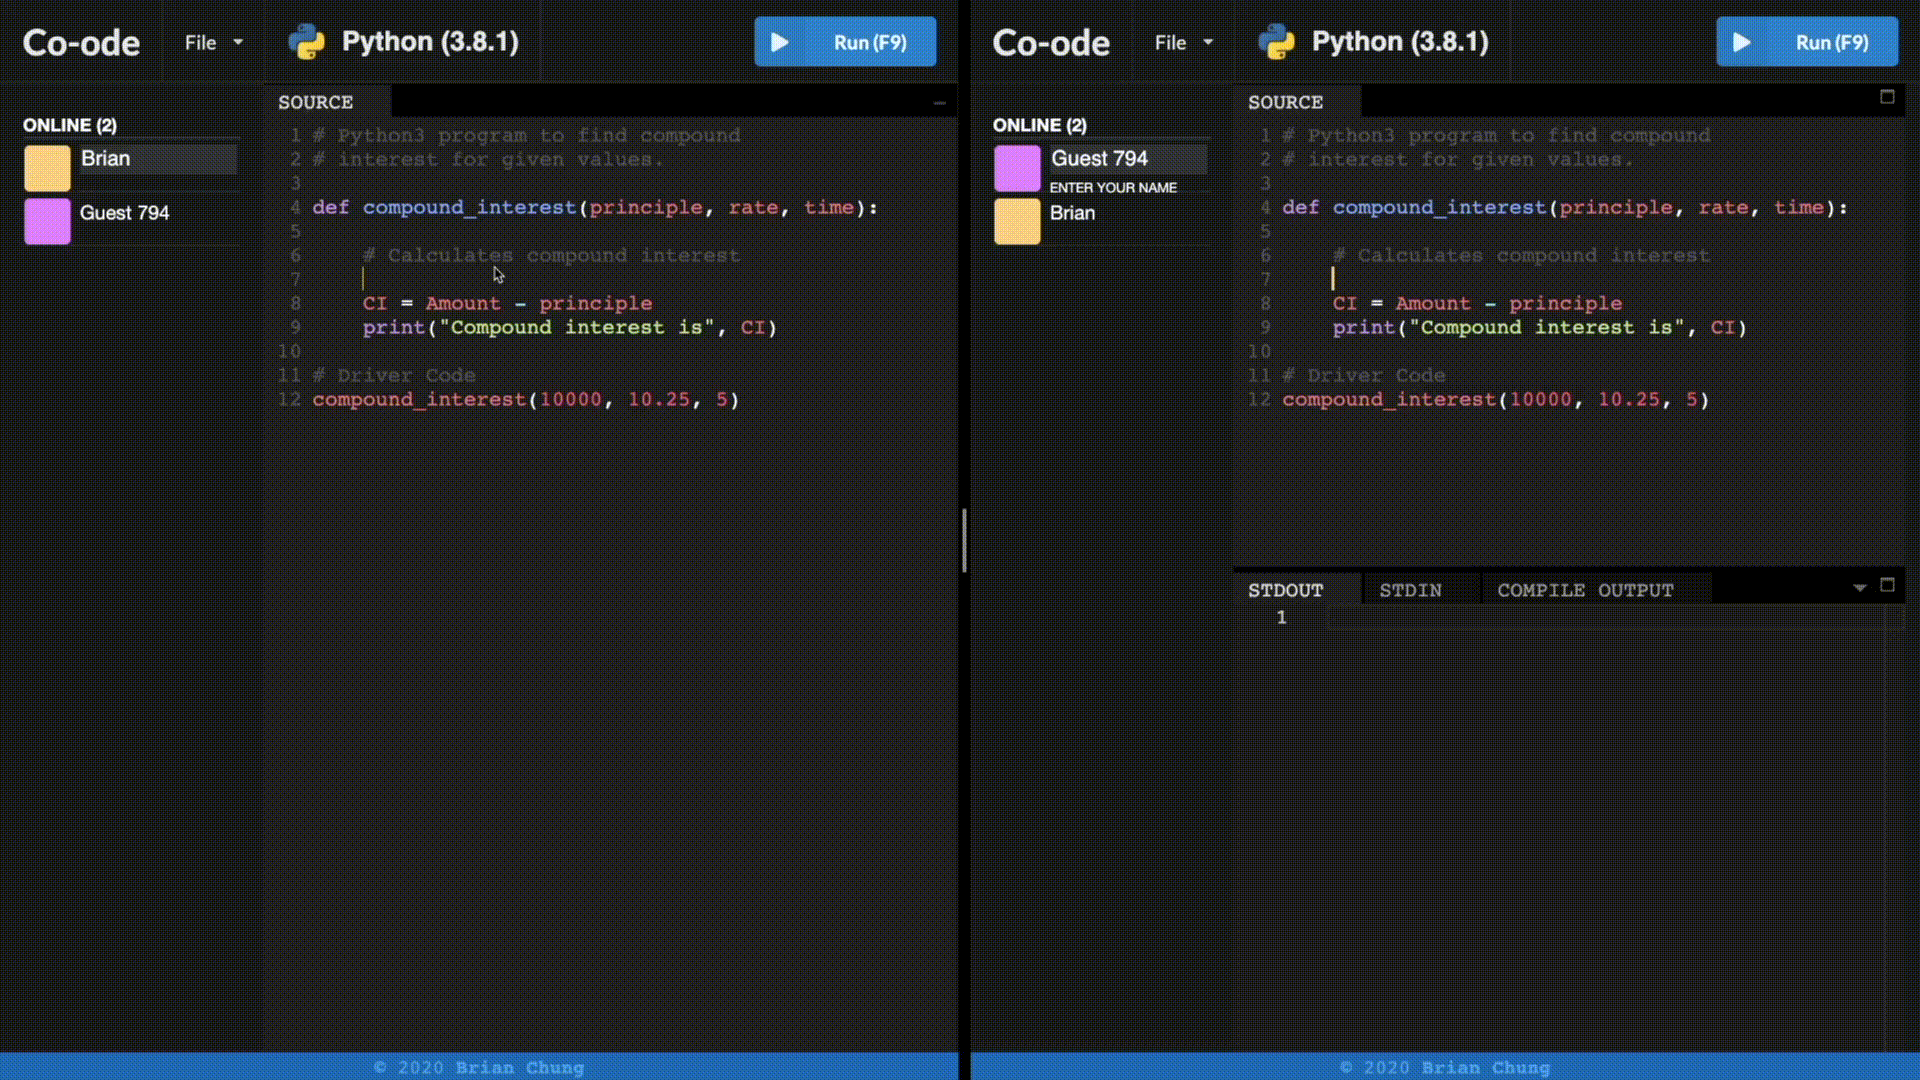 Co-ode File Python (3.8.1) Run (F9)
ONLINE (2)
Brian
Guest 794
SOURCE
1 # Python3 program to find compound
2 # interest for given values.
3
4 def compound_interest(principle, rate, time):
5
6     # Calculates compound interest
7
8     CI = Amount - principle
9     print("Compound interest is", CI)
10
11 # Driver Code
12 compound_interest(10000, 10.25, 5)
© 2020 Brian Chung
Co-ode File Python (3.8.1) Run (F9)
ONLINE (2)
Guest 794
ENTER YOUR NAME
Brian
SOURCE
1 # Python3 program to find compound
2 # interest for given values.
3
4 def compound_interest(principle, rate, time):
5
6     # Calculates compound interest
7
8     CI = Amount - principle
9     print("Compound interest is", CI)
10
11 # Driver Code
12 compound_interest(10000, 10.25, 5)
STDOUT STDIN COMPILE OUTPUT
1
© 2020 Brian Chung